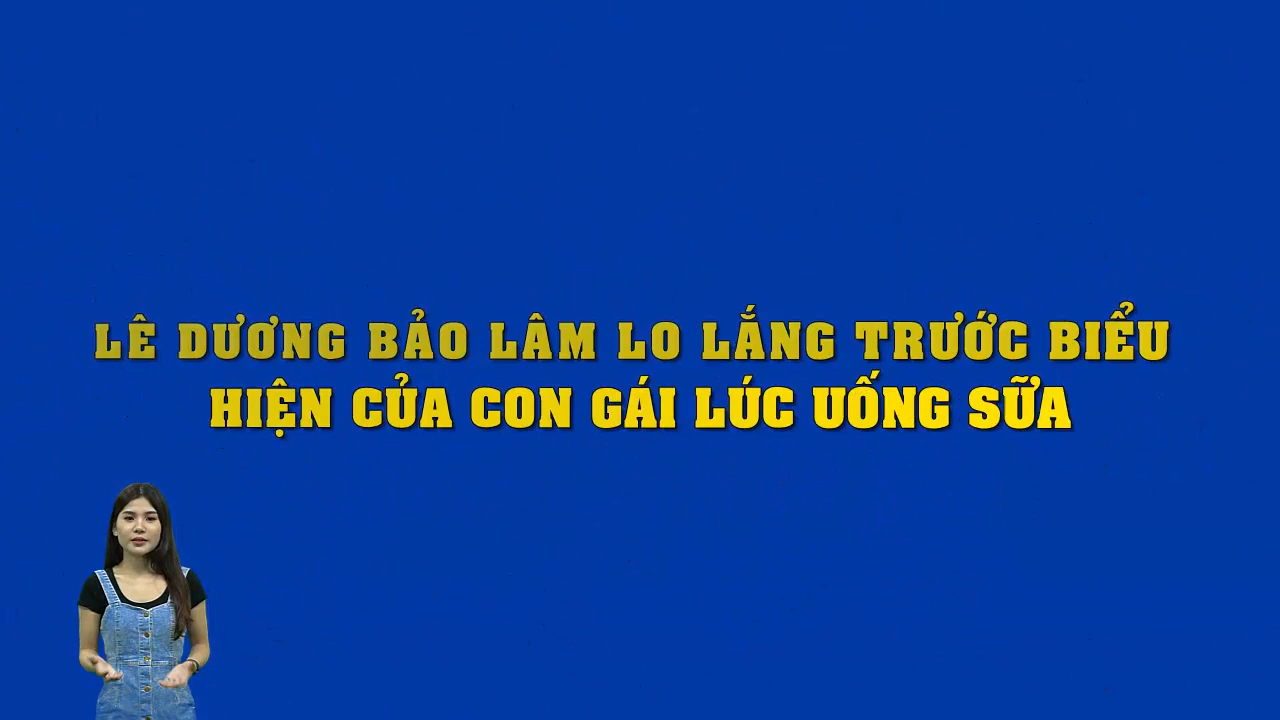 LÊ DƯƠNG BẢO LÂM LO LẮNG TRƯỚC BIỂU
HIỆN CỦA CON GÁI LÚC UỐNG SỮA